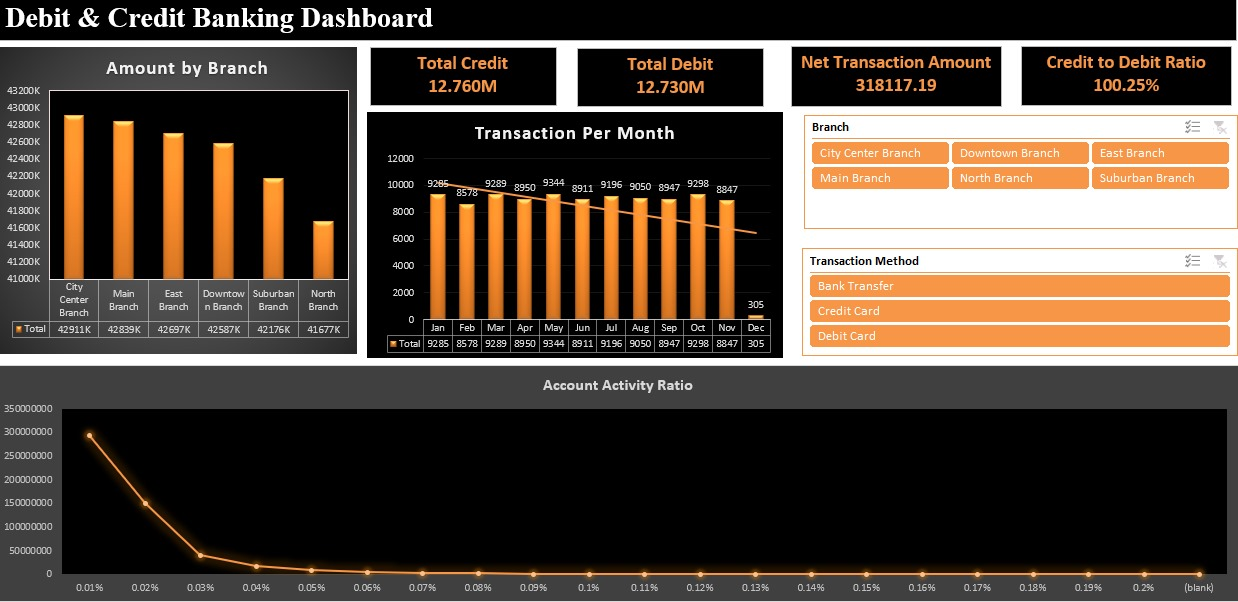 Debit & Credit Banking Dashboard
Amount by Branch
43200K
43000K
42800K
42600K
42400K
42200K
42000K
41800K
41600K
41400K
41200K
41000K
City Center Branch
Main Branch
East Branch
Downtow n Branch
Suburban Branch
North Branch
Total 42911K 42839K 42697K 42587K 42176K 41677K
Total Credit
12.760M
Total Debit
12.730M
Net Transaction Amount
318117.19
Credit to Debit Ratio
100.25%
Transaction Per Month
12000
10000
8000
6000
4000
2000
0
9285 8578 9289 8950 9344 8911 9196 9050 8947 9298 8847 305
Jan Feb Mar Apr May Jun Jul Aug Sep Oct Nov Dec
Total 9285 8578 9289 8950 9344 8911 9196 9050 8947 9298 8847 305
Branch
City Center Branch Downtown Branch East Branch
Main Branch North Branch Suburban Branch
Transaction Method
Bank Transfer
Credit Card
Debit Card
Account Activity Ratio
350000000
300000000
250000000
200000000
150000000
100000000
50000000
0
0.01% 0.02% 0.03% 0.04% 0.05% 0.06% 0.07% 0.08% 0.09% 0.1% 0.11% 0.12% 0.13% 0.14% 0.15% 0.16% 0.17% 0.18% 0.19% 0.2% (blank)